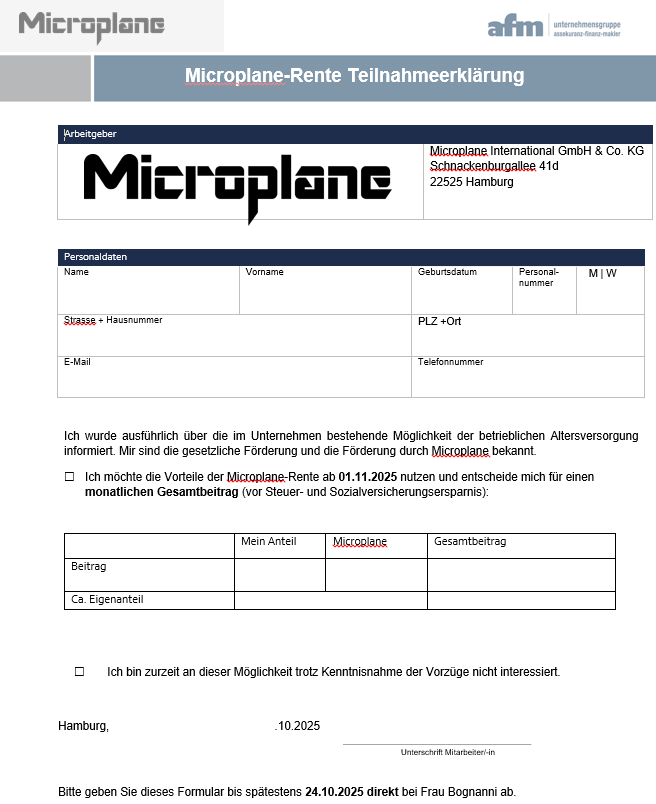 Microplane
afm unternehmensgruppe
assekuranz-finanz-makler
Microplane-Rente Teilnahmeerklärung
Arbeitgeber
Microplane
Microplane International GmbH & Co. KG
Schnackenburgallee 41d
22525 Hamburg
Personaldaten
Name Vorname Geburtsdatum Personal-
nummer M | W
Strasse + Hausnummer PLZ +Ort
E-Mail Telefonnummer
Ich wurde ausführlich über die im Unternehmen bestehende Möglichkeit der betrieblichen Altersversorgung
informiert. Mir sind die gesetzliche Förderung und die Förderung durch Microplane bekannt.
☐ Ich möchte die Vorteile der Microplane-Rente ab 01.11.2025 nutzen und entscheide mich für einen
monatlichen Gesamtbeitrag (vor Steuer- und Sozialversicherungsersparnis):
Mein Anteil Microplane Gesamtbeitrag
Beitrag
Ca. Eigenanteil
☐ Ich bin zurzeit an dieser Möglichkeit trotz Kenntnisnahme der Vorzüge nicht interessiert.
Hamburg, .10.2025
Unterschrift Mitarbeiter/-in
Bitte geben Sie dieses Formular bis spätestens 24.10.2025 direkt bei Frau Bognanni ab.